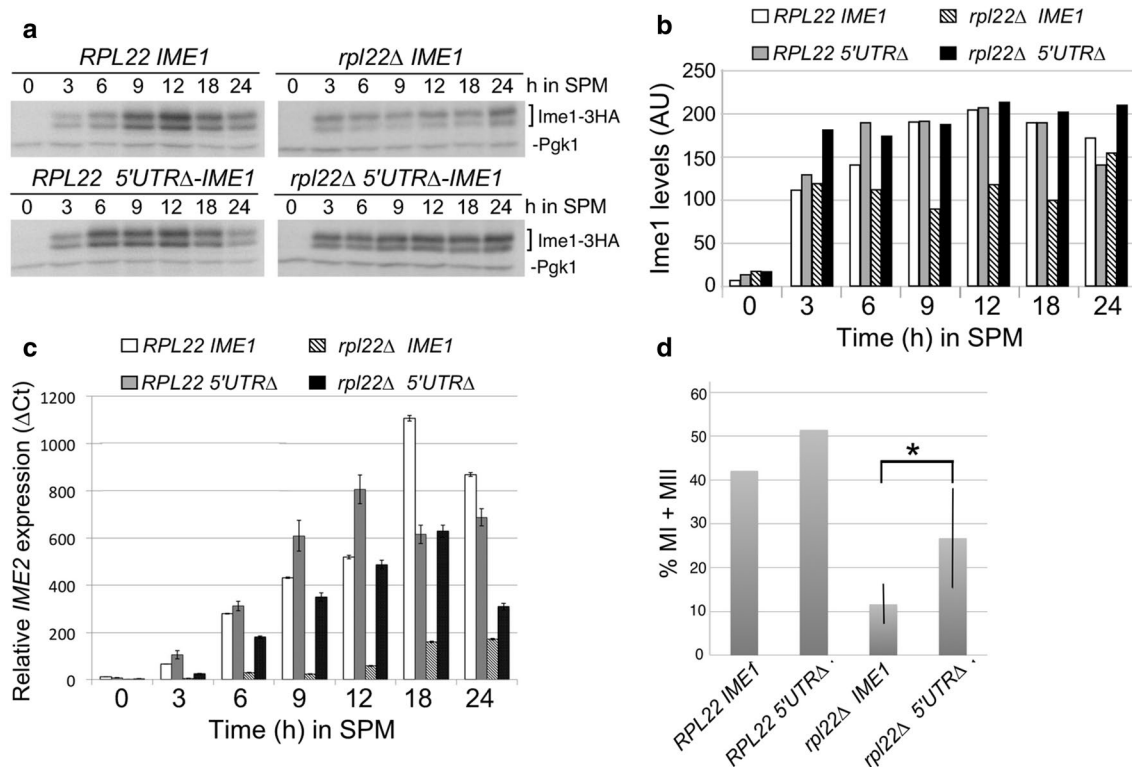 a
RPL22 IME1
rpl22Δ IME1
0 3 6 9 12 18 24
0 3 6 9 12 18 24 h in SPM
Ime1-3HA
-Pgk1
RPL22 5'UTRΔ-IME1
rpl22Δ 5'UTRΔ-IME1
0 3 6 9 12 18 24
0 3 6 9 12 18 24 h in SPM
Ime1-3HA
-Pgk1
b
RPL22 IME1
rpl22Δ IME1
RPL22 5'UTRΔ
rpl22Δ 5'UTRΔ
Ime1 levels (AU)
250
200
150
100
50
0
0 3 6 9 12 18 24
Time (h) in SPM
c
RPL22 IME1
rpl22Δ IME1
RPL22 5'UTRΔ
rpl22Δ 5'UTRΔ
Relative IME2 expression (ΔCt)
1200
1000
800
600
400
200
0
0 3 6 9 12 18 24
Time (h) in SPM
d
% MI + MII
60
50
40
30
20
10
0
*
RPL22 IME1
RPL22 5'UTRΔ.
rpl22Δ IME1
rpl22Δ 5'UTRΔ.